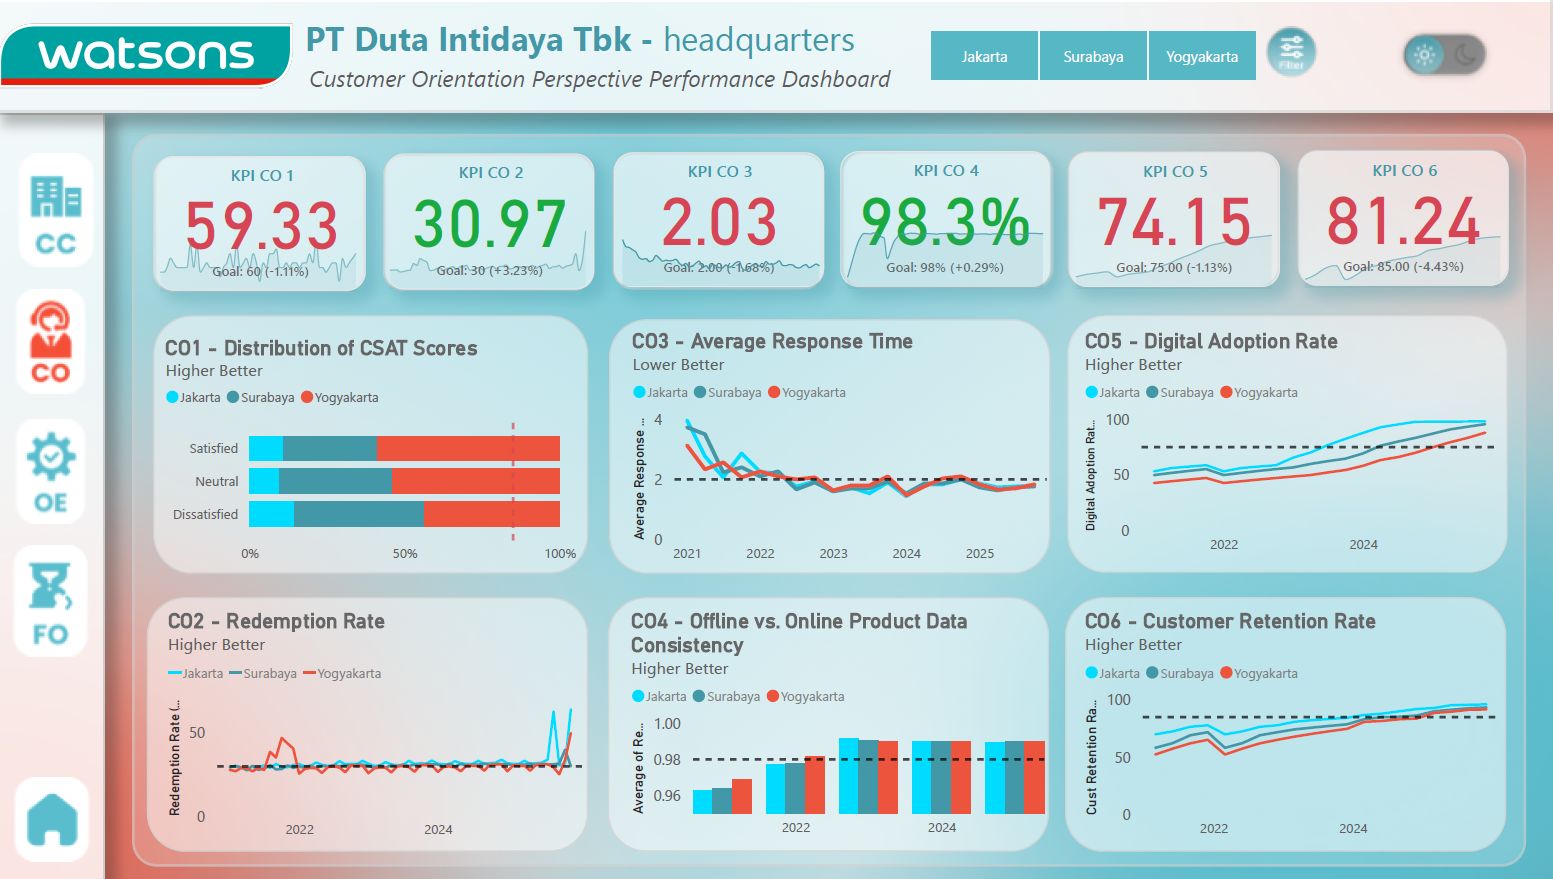 watsons
PT Duta Intidaya Tbk - headquarters
Customer Orientation Perspective Performance Dashboard
Jakarta
Surabaya
Yogyakarta
Filter
CC
CO
OE
FO
KPI CO 1
59.33
Goal: 60 (-1.11%)
KPI CO 2
30.97
Goal: 30 (+3.23%)
KPI CO 3
2.03
Goal: 2.00 (-1.68%)
KPI CO 4
98.3%
Goal: 98% (+0.29%)
KPI CO 5
74.15
Goal: 75.00 (-1.13%)
KPI CO 6
81.24
Goal: 85.00 (-4.43%)
CO1 - Distribution of CSAT Scores
Higher Better
Jakarta Surabaya Yogyakarta
Satisfied
Neutral
Dissatisfied
0% 50% 100%
CO3 - Average Response Time
Lower Better
Jakarta Surabaya Yogyakarta
Average Response ...
4
2
0
2021 2022 2023 2024 2025
CO5 - Digital Adoption Rate
Higher Better
Jakarta Surabaya Yogyakarta
Digital Adoption Rat...
100
50
0
2022 2024
CO2 - Redemption Rate
Higher Better
Jakarta Surabaya Yogyakarta
Redemption Rate (...
50
0
2022 2024
CO4 - Offline vs. Online Product Data
Consistency
Higher Better
Jakarta Surabaya Yogyakarta
Average of Re...
1.00
0.98
0.96
2022 2024
CO6 - Customer Retention Rate
Higher Better
Jakarta Surabaya Yogyakarta
Cust Retention Ra...
100
50
0
2022 2024